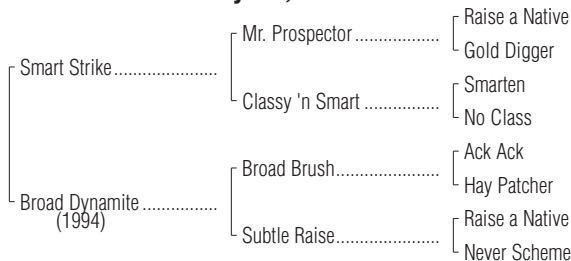 Raise a Native
Mr. Prospector
Gold Digger
Smart Strike
Smarten
Classy 'n Smart
No Class
Ack Ack
Broad Brush
Hay Patcher
Broad Dynamite
(1994)
Raise a Native
Subtle Raise
Never Scheme